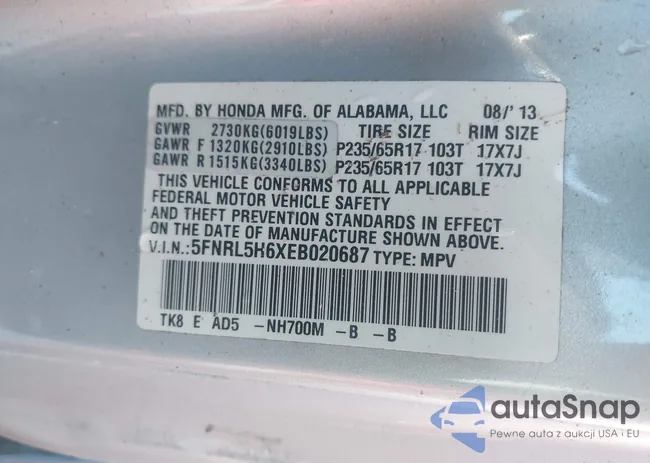 MFD. BY HONDA MFG. OF ALABAMA, LLC 08/'13
GVWR 2730KG(6019LBS) TIRE SIZE RIM SIZE
GAWR F 1320KG(2910LBS) P235/65R17 103T 17X7J
GAWR R 1515KG(3340LBS) P235/65R17 103T 17X7J
THIS VEHICLE CONFORMS TO ALL APPLICABLE
FEDERAL MOTOR VEHICLE SAFETY
AND THEFT PREVENTION STANDARDS IN EFFECT
ON THE DATE OF MANUFACTURE SHOWN ABOVE.
V.I.N.: 5FNRL5H6XEB020687 TYPE: MPV
TK8 E AD5 -NH700M -B -B
autaSnap
Pewne auta z aukcji USA i EU